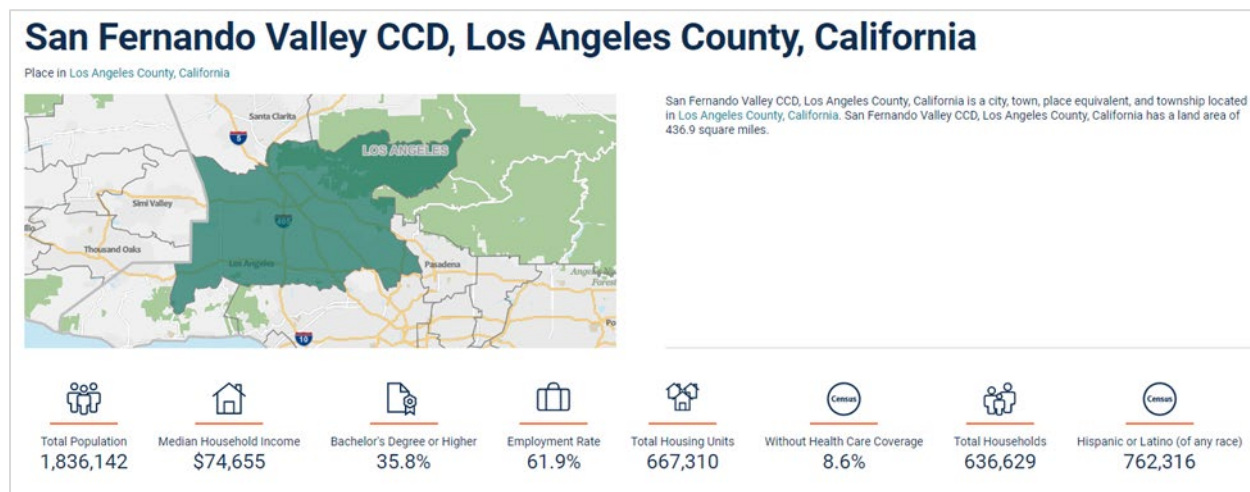 San Fernando Valley CCD, Los Angeles County, California
Place in Los Angeles County, California
San Fernando Valley CCD, Los Angeles County, California is a city, town, place equivalent, and township located
in Los Angeles County, California. San Fernando Valley CCD, Los Angeles County, California has a land area of
436.9 square miles.
Santa Clarita
5
LOS ANGELES
Simi Valley
405
Thousand Oaks
Los Angeles
Pasadena
10
Census
Census
Total Population
Median Household Income
Bachelor's Degree or Higher
Employment Rate
Total Housing Units
Without Health Care Coverage
Total Households
Hispanic or Latino (of any race)
1,836,142
$74,655
35.8%
61.9%
667,310
8.6%
636,629
762,316